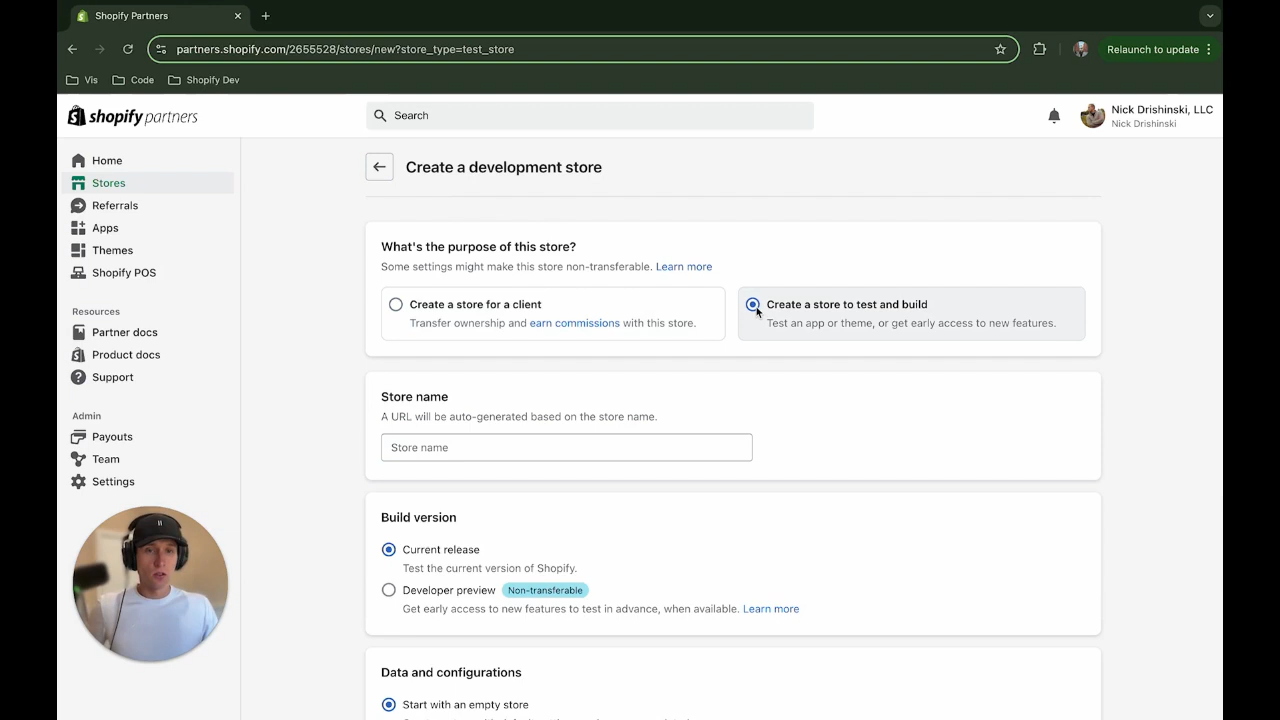 Shopify Partners
partners.shopify.com/2655528/stores/new?store_type=test_store
Relaunch to update
Vis
Code
Shopify Dev
shopify partners
Search
Nick Drishinski, LLC
Nick Drishinski
Home
Stores
Referrals
Apps
Themes
Shopify POS
Resources
Partner docs
Product docs
Support
Admin
Payouts
Team
Settings
Create a development store
What's the purpose of this store?
Some settings might make this store non-transferable. Learn more
Create a store for a client
Transfer ownership and earn commissions with this store.
Create a store to test and build
Test an app or theme, or get early access to new features.
Store name
A URL will be auto-generated based on the store name.
Store name
Build version
Current release
Test the current version of Shopify.
Developer preview Non-transferable
Get early access to new features to test in advance, when available. Learn more
Data and configurations
Start with an empty store